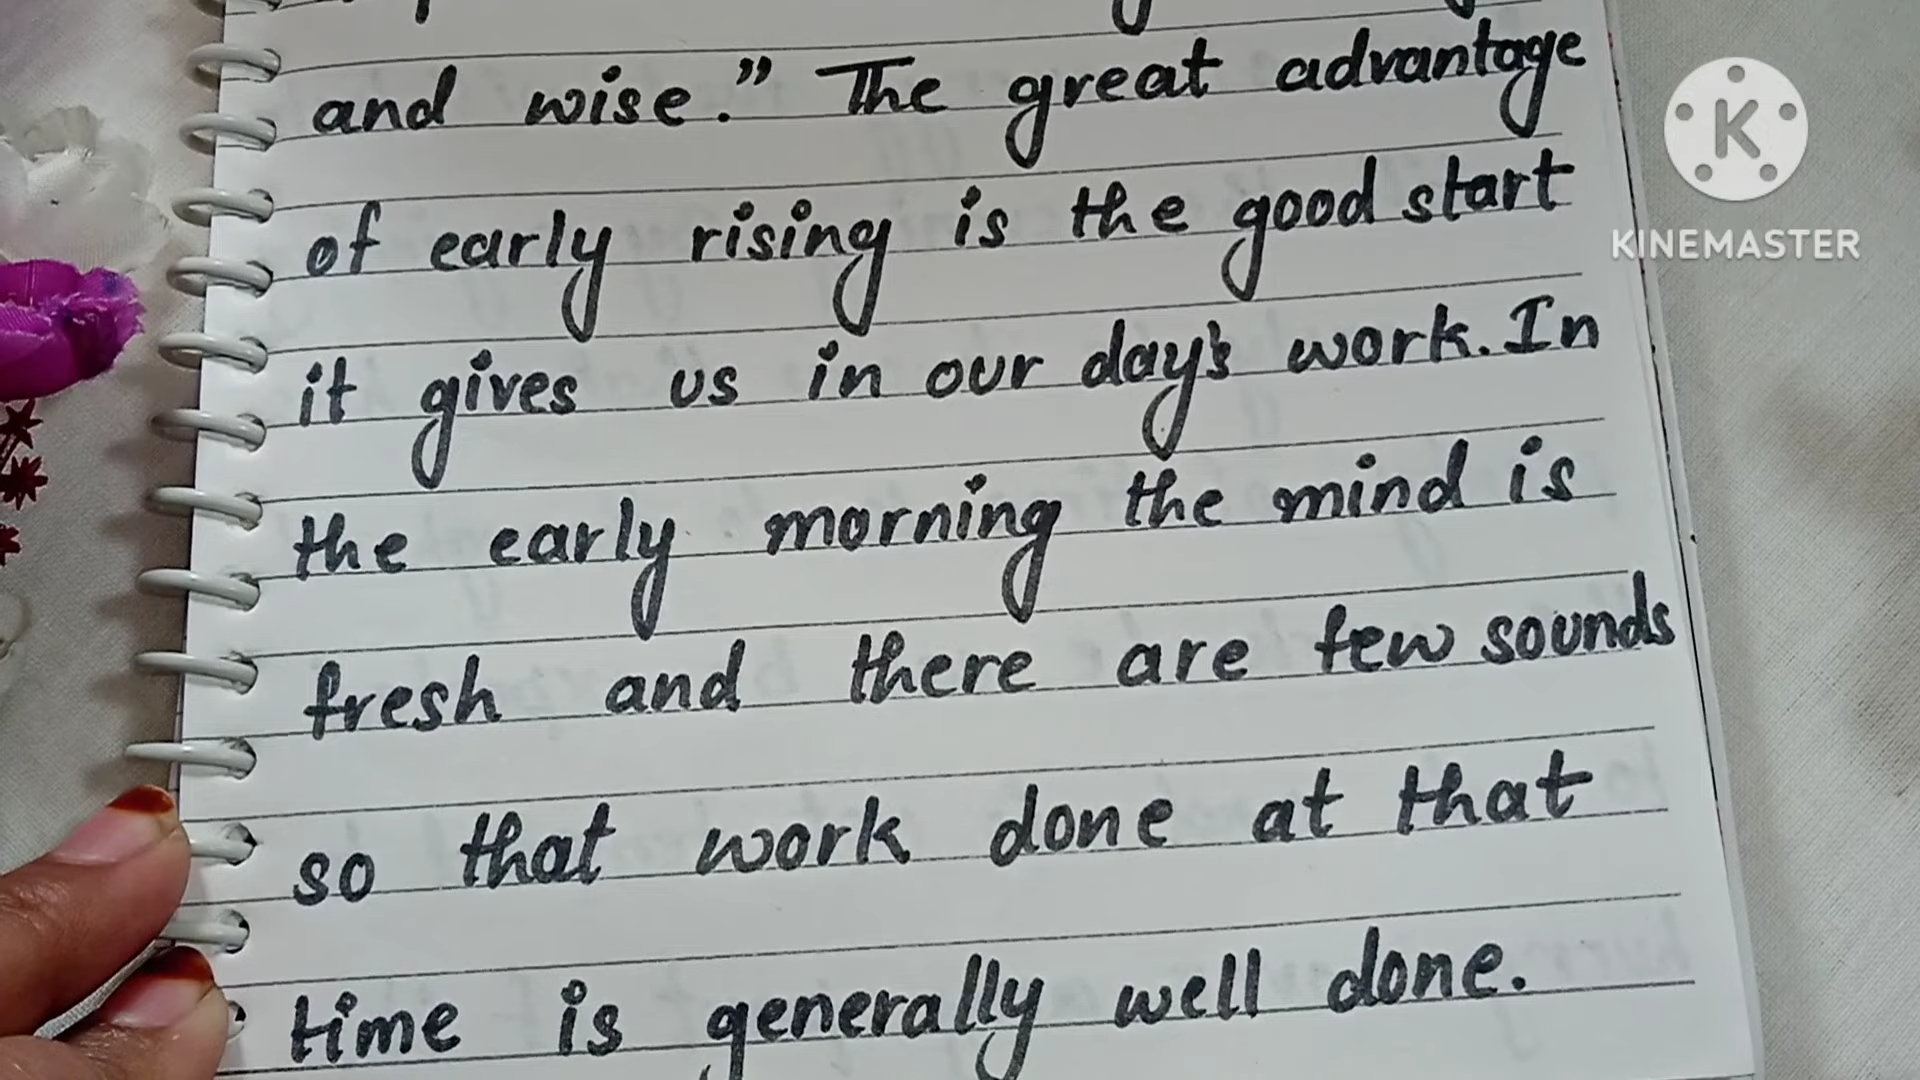 and wise." The great advantage
of early rising is the good start
it gives us in our day's work. In
the early morning the mind is
fresh and there are few sounds
so that work done at that
time is generally well done.
K
KINEMASTER